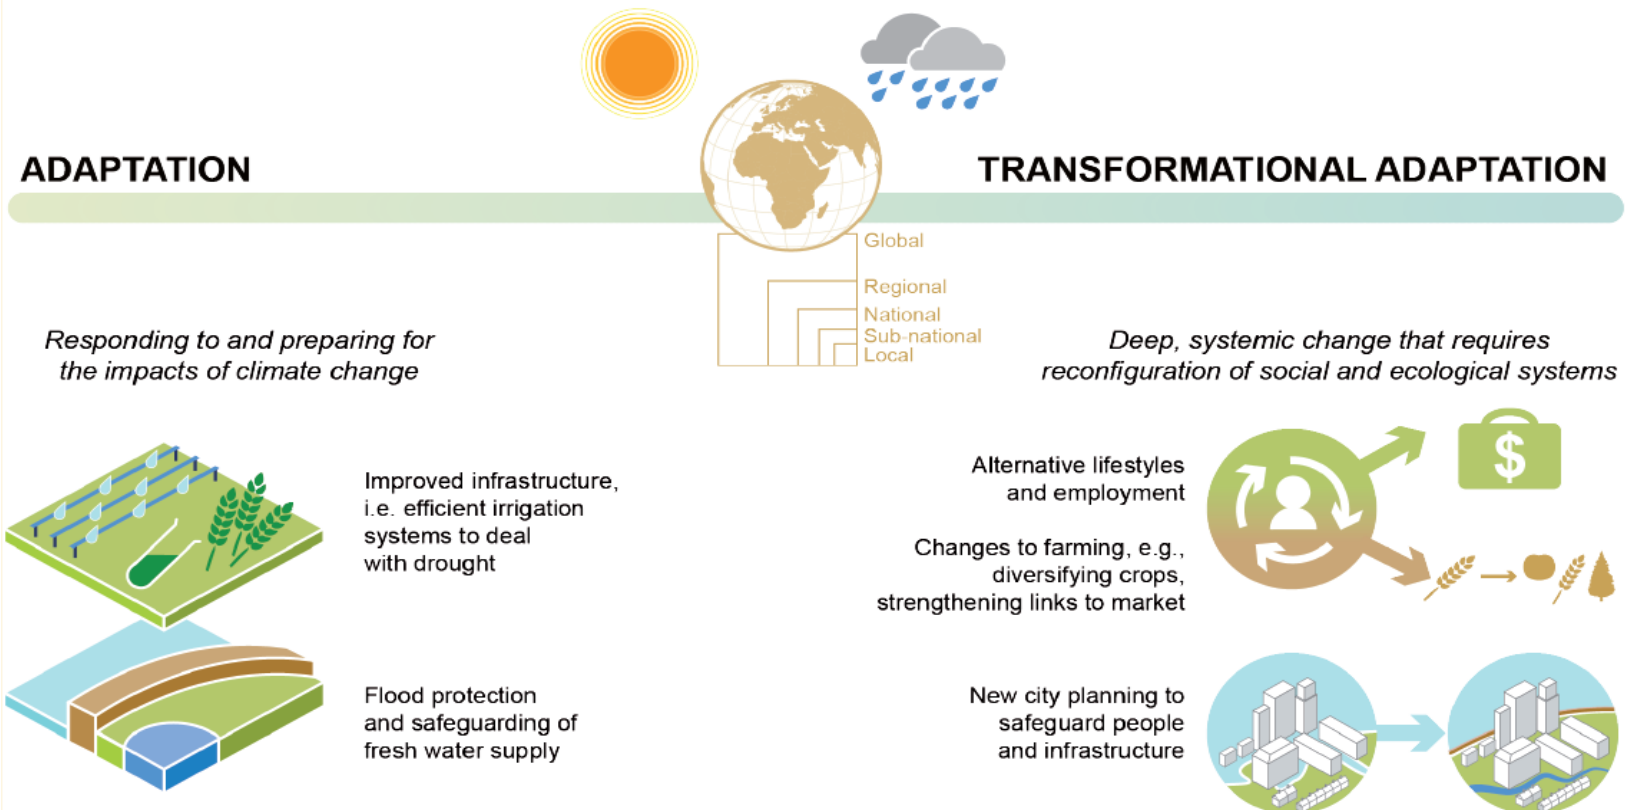 ADAPTATION
TRANSFORMATIONAL ADAPTATION
Global
Regional
National
Sub-national
Local
Responding to and preparing for
the impacts of climate change
Deep, systemic change that requires
reconfiguration of social and ecological systems
Improved infrastructure,
i.e. efficient irrigation
systems to deal
with drought
Flood protection
and safeguarding of
fresh water supply
Alternative lifestyles
and employment
$
Changes to farming, e.g.,
diversifying crops,
strengthening links to market
New city planning to
safeguard people
and infrastructure